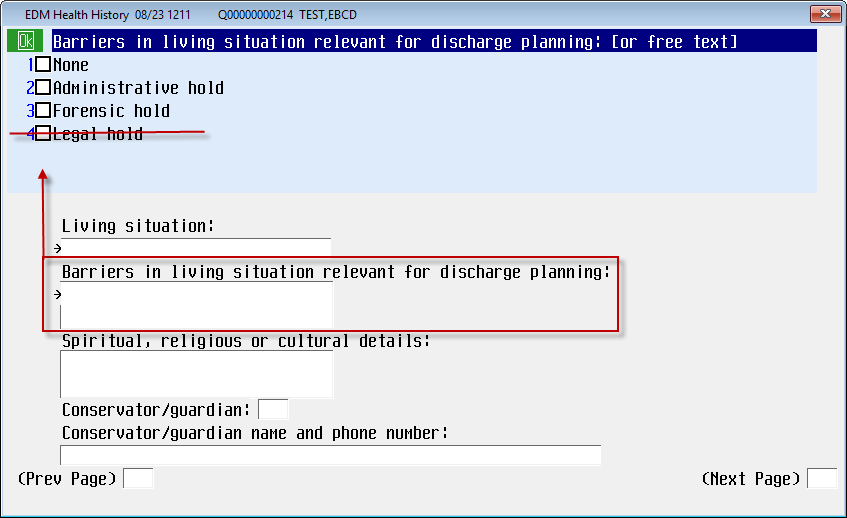 EDM Health History 08/23 1211 Q00000000214 TEST,EBCD
Ok Barriers in living situation relevant for discharge planning: [or free text]
1 None
2 Administrative hold
3 Forensic hold
4 Legal hold
Living situation:
Barriers in living situation relevant for discharge planning:
Spiritual, religious or cultural details:
Conservator/guardian:
Conservator/guardian name and phone number:
(Prev Page) (Next Page)